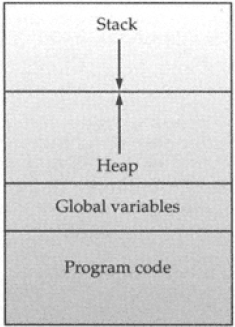 Stack
Heap
Global variables
Program code